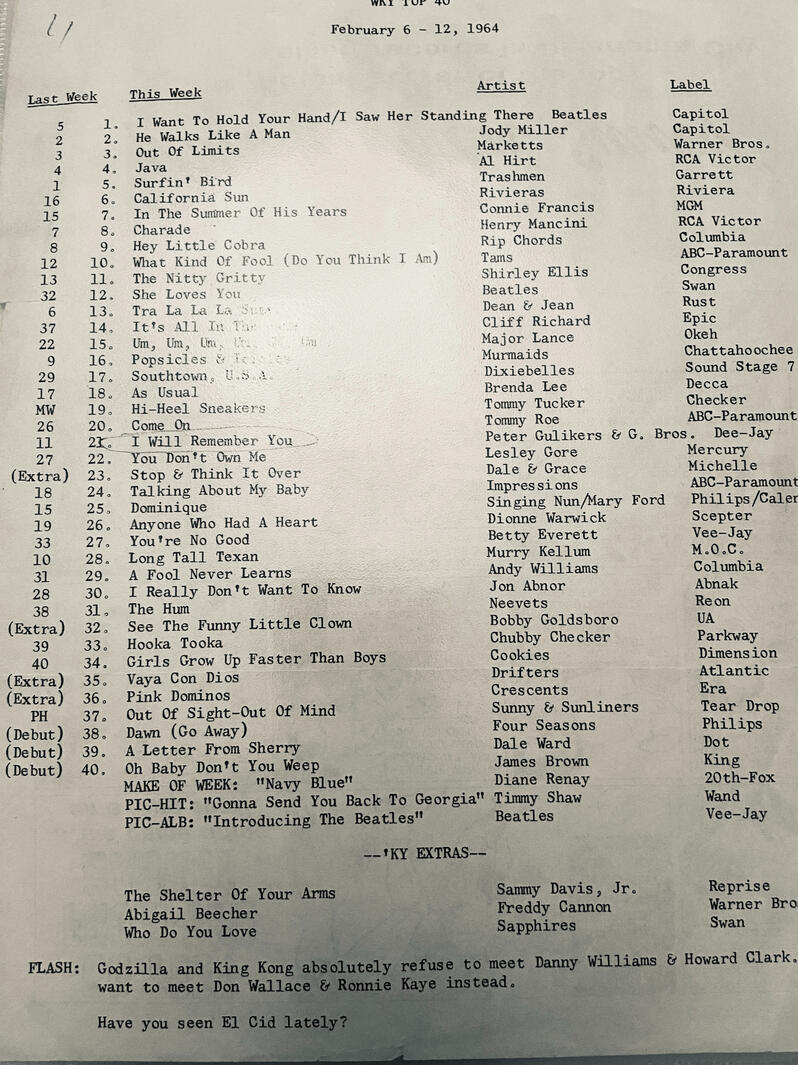 WKY TOP 40
February 6 - 12, 1964
Last Week This Week Artist Label
5 1. I Want To Hold Your Hand/I Saw Her Standing There Beatles Capitol
2 2. He Walks Like A Man Jody Miller Capitol
3 3. Out Of Limits Marketts Warner Bros.
4 4. Java Al Hirt RCA Victor
1 5. Surfin' Bird Trashmen Garrett
16 6. California Sun Rivieras Riviera
15 7. In The Summer Of His Years Connie Francis MGM
7 8. Charade Henry Mancini RCA Victor
8 9. Hey Little Cobra Rip Chords Columbia
12 10. What Kind Of Fool (Do You Think I Am) Tams ABC-Paramount
13 11. The Nitty Gritty Shirley Ellis Congress
32 12. She Loves You Beatles Swan
6 13. Tra La La La Dean & Jean Rust
37 14. It's All In The Cliff Richard Epic
22 15. Um, Um, Um, Um, Um Major Lance Okeh
9 16. Popsicles & Murmaids Chattahoochee
29 17. Southtown, U.S.A. Dixiebelles Sound Stage 7
17 18. As Usual Brenda Lee Decca
MW 19. Hi-Heel Sneakers Tommy Tucker Checker
26 20. Come On Tommy Roe ABC-Paramount
11 21. I Will Remember You Peter Gulikers & G. Bros. Dee-Jay
27 22. You Don't Own Me Lesley Gore Mercury
(Extra) 23. Stop & Think It Over Dale & Grace Michelle
18 24. Talking About My Baby Impressions ABC-Paramount
15 25. Dominique Singing Nun/Mary Ford Philips/Caler
19 26. Anyone Who Had A Heart Dionne Warwick Scepter
33 27. You're No Good Betty Everett Vee-Jay
10 28. Long Tall Texan Murry Kellum M.O.C.
31 29. A Fool Never Learns Andy Williams Columbia
28 30. I Really Don't Want To Know Jon Abnor Abnak
38 31. The Hum Neevets Reon
(Extra) 32. See The Funny Little Clown Bobby Goldsboro UA
39 33. Hooka Tooka Chubby Checker Parkway
40 34. Girls Grow Up Faster Than Boys Cookies Dimension
(Extra) 35. Vaya Con Dios Drifters Atlantic
(Extra) 36. Pink Dominos Crescents Era
PH 37. Out Of Sight-Out Of Mind Sunny & Sunliners Tear Drop
(Debut) 38. Dawn (Go Away) Four Seasons Philips
(Debut) 39. A Letter From Sherry Dale Ward Dot
(Debut) 40. Oh Baby Don't You Weep James Brown King
MAKE OF WEEK: "Navy Blue" Diane Renay 20th-Fox
PIC-HIT: "Gonna Send You Back To Georgia" Timmy Shaw Wand
PIC-ALB: "Introducing The Beatles" Beatles Vee-Jay
--'KY EXTRAS--
The Shelter Of Your Arms Sammy Davis, Jr. Reprise
Abigail Beecher Freddy Cannon Warner Bro
Who Do You Love Sapphires Swan
FLASH: Godzilla and King Kong absolutely refuse to meet Danny Williams & Howard Clark.
want to meet Don Wallace & Ronnie Kaye instead.
Have you seen El Cid lately?